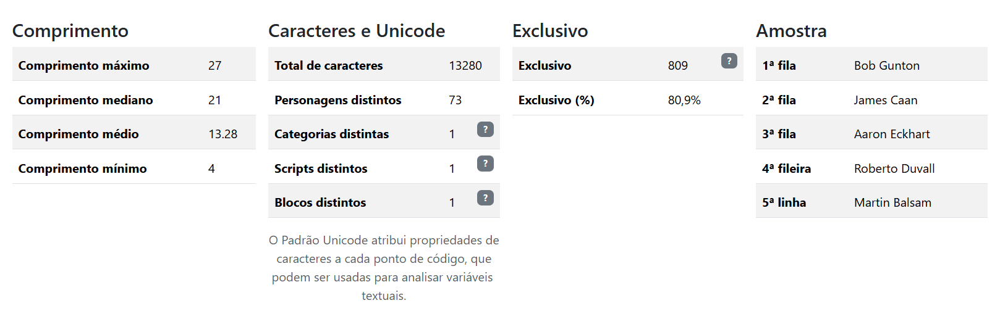 Comprimento
Comprimento máximo 27
Comprimento mediano 21
Comprimento médio 13.28
Comprimento mínimo 4
Caracteres e Unicode
Total de caracteres 13280
Personagens distintos 73
Categorias distintas 1 ?
Scripts distintos 1 ?
Blocos distintos 1 ?
O Padrão Unicode atribui propriedades de
caracteres a cada ponto de código, que
podem ser usadas para analisar variáveis
textuais.
Exclusivo
Exclusivo 809 ?
Exclusivo (%) 80,9%
Amostra
1ª fila Bob Gunton
2ª fila James Caan
3ª fila Aaron Eckhart
4ª fileira Roberto Duvall
5ª linha Martin Balsam